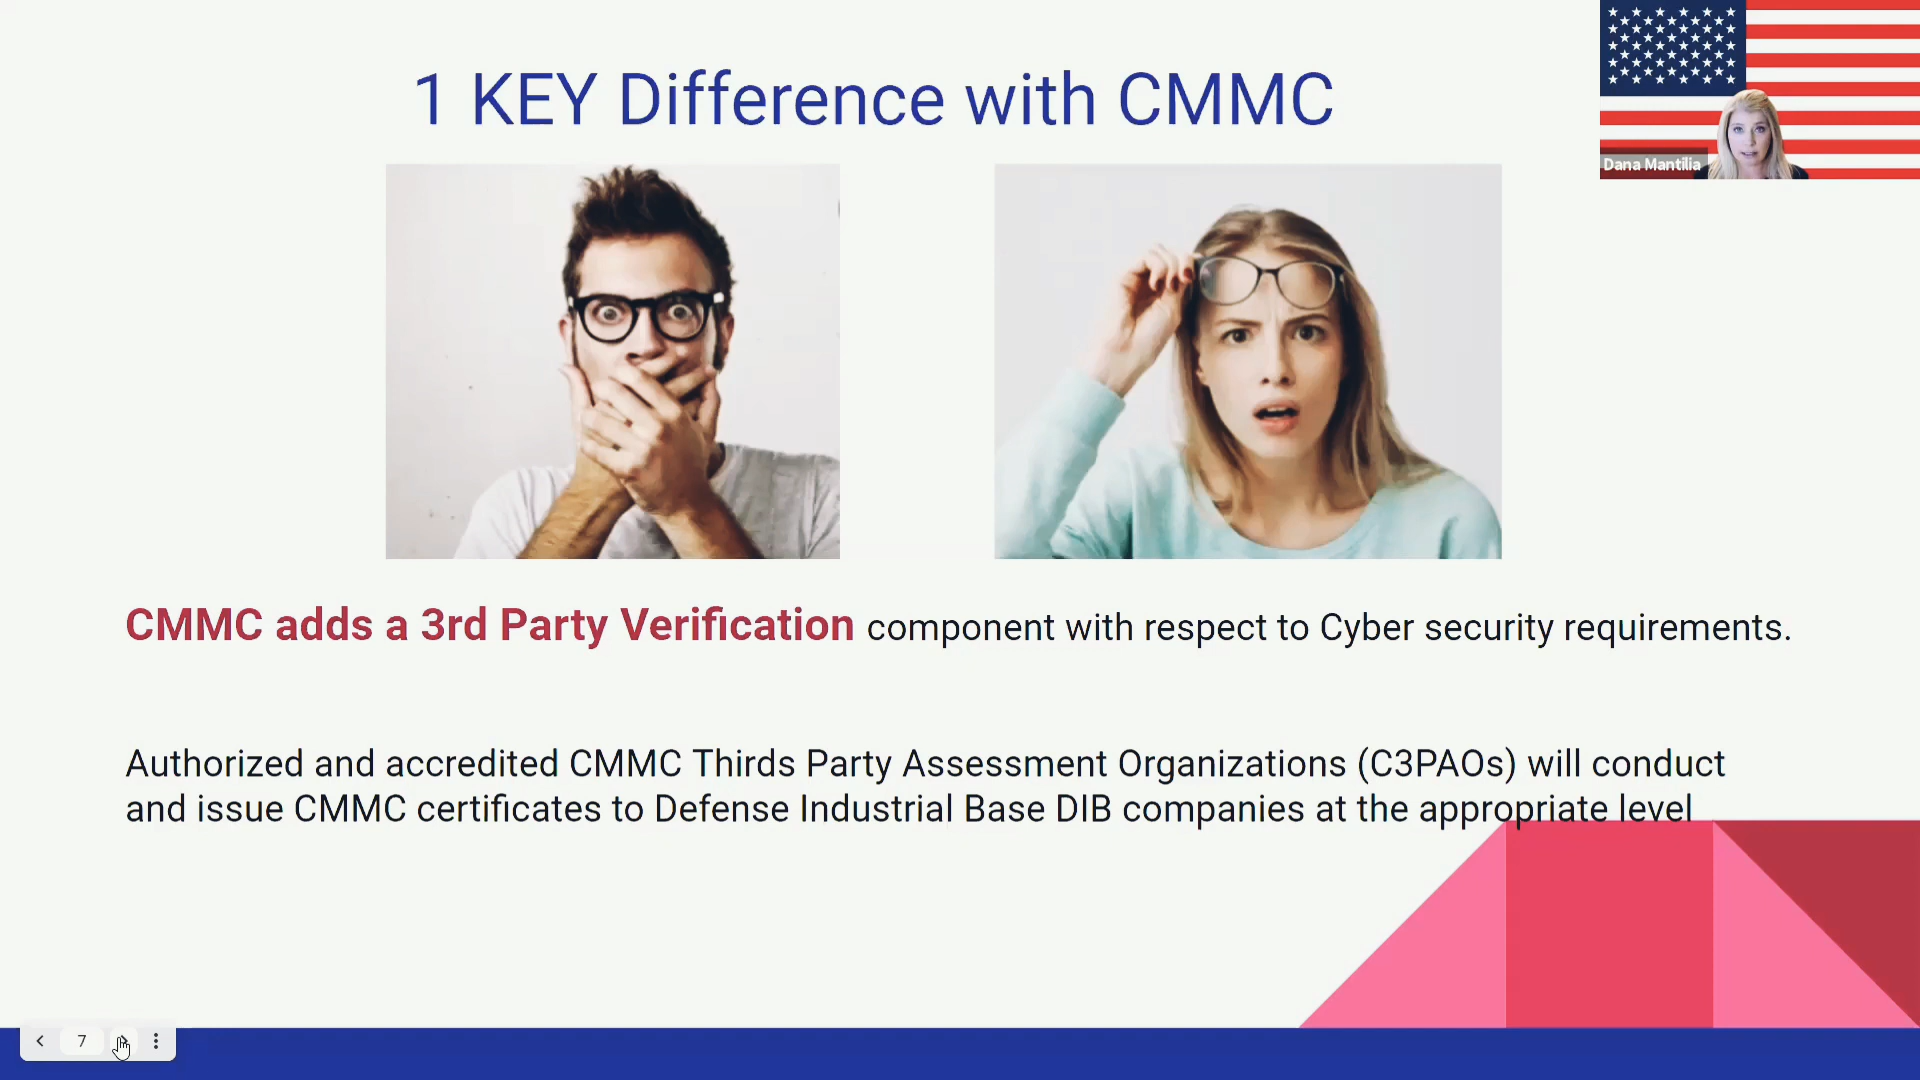 1 KEY Difference with CMMC
Dana Mantilia
CMMC adds a 3rd Party Verification component with respect to Cyber security requirements.
Authorized and accredited CMMC Thirds Party Assessment Organizations (C3PAOs) will conduct
and issue CMMC certificates to Defense Industrial Base DIB companies at the appropriate level
7